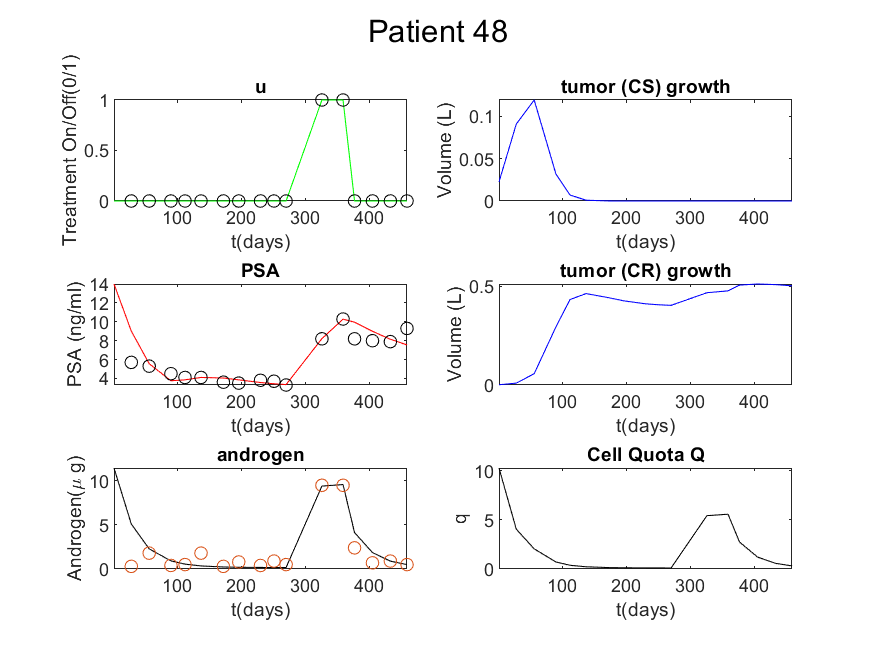 Patient 48
u
Treatment On/Off(0/1)
1
0.5
0
100 200 300 400
t(days)
tumor (CS) growth
Volume (L)
0.1
0.05
0
100 200 300 400
t(days)
PSA
PSA (ng/ml)
14
12
10
8
6
4
100 200 300 400
t(days)
tumor (CR) growth
Volume (L)
0.5
0
100 200 300 400
t(days)
androgen
Androgen(μ g)
10
5
0
100 200 300 400
t(days)
Cell Quota Q
q
10
5
0
100 200 300 400
t(days)